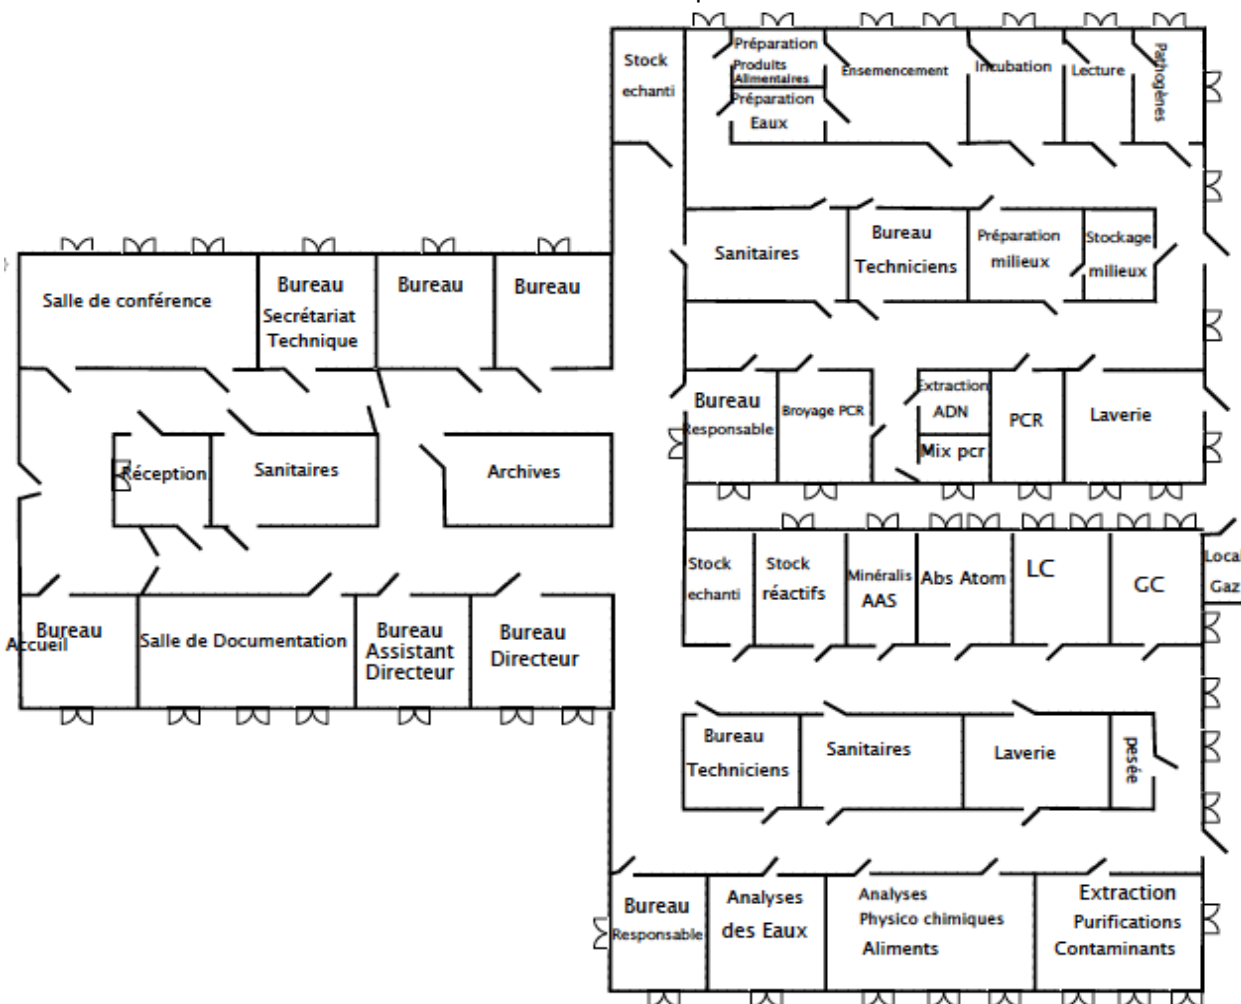 Stock
echanti
Préparation
Produits
Alimentaires
Préparation
Eaux
Ensemencement
Incubation
Lecture
Pathogènes
Sanitaires
Bureau
Techniciens
Préparation
milieux
Stockage
milieux
Salle de conférence
Bureau
Secrétariat
Technique
Bureau
Bureau
Bureau
Responsable
Broyage PCR
Extraction
ADN
Mix pcr
PCR
Laverie
Réception
Sanitaires
Archives
Stock
echanti
Stock
réactifs
Minéralis
AAS
Abs Atom
LC
GC
Local
Gaz
Bureau
Accueil
Salle de Documentation
Bureau
Assistant
Directeur
Bureau
Directeur
Bureau
Techniciens
Sanitaires
Laverie
pesée
Bureau
Responsable
Analyses
des Eaux
Analyses
Physico chimiques
Aliments
Extraction
Purifications
Contaminants